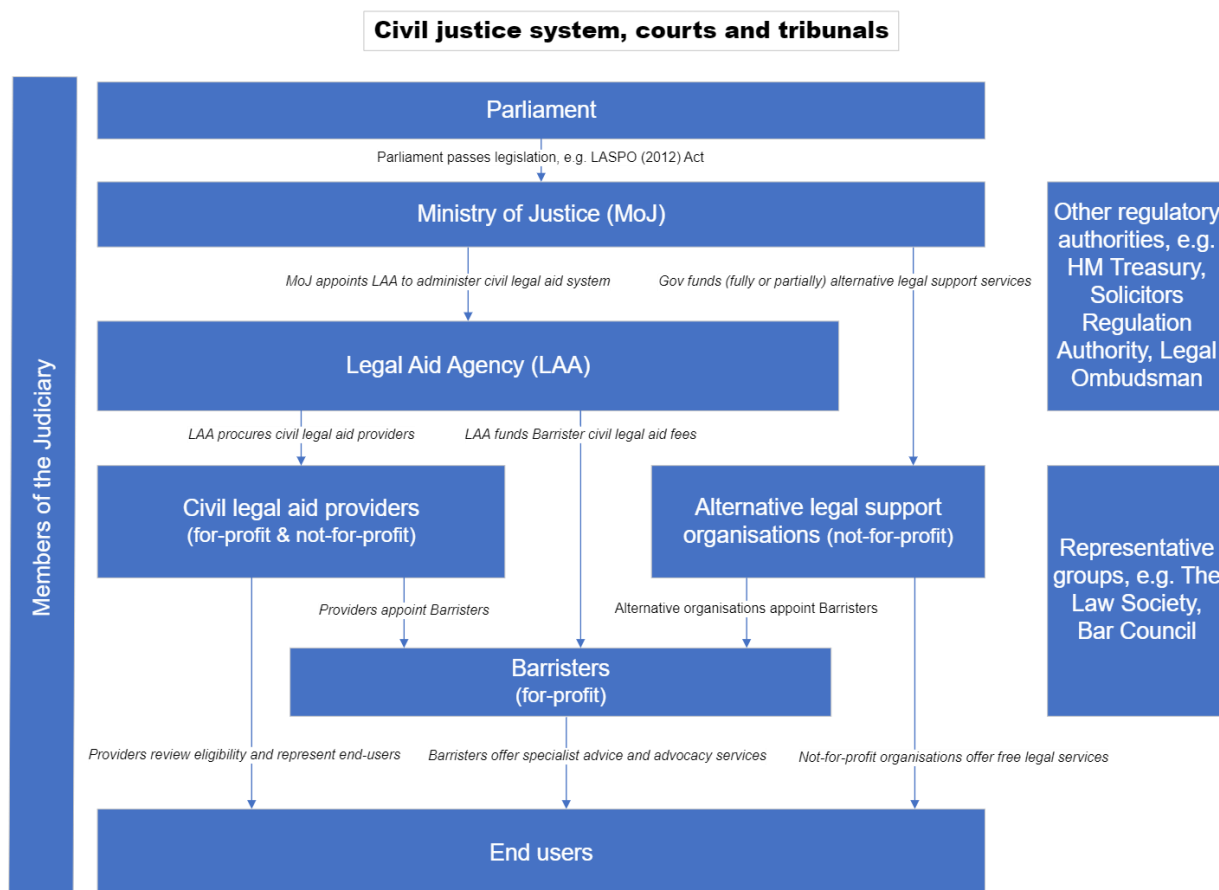 Civil justice system, courts and tribunals
Members of the Judiciary
Parliament
Parliament passes legislation, e.g. LASPO (2012) Act
Ministry of Justice (MoJ)
MoJ appoints LAA to administer civil legal aid system
Gov funds (fully or partially) alternative legal support services
Legal Aid Agency (LAA)
LAA procures civil legal aid providers
LAA funds Barrister civil legal aid fees
Civil legal aid providers
(for-profit & not-for-profit)
Alternative legal support
organisations (not-for-profit)
Providers appoint Barristers
Alternative organisations appoint Barristers
Barristers
(for-profit)
Providers review eligibility and represent end-users
Barristers offer specialist advice and advocacy services
Not-for-profit organisations offer free legal services
End users
Other regulatory
authorities, e.g.
HM Treasury,
Solicitors
Regulation
Authority, Legal
Ombudsman
Representative
groups, e.g. The
Law Society,
Bar Council